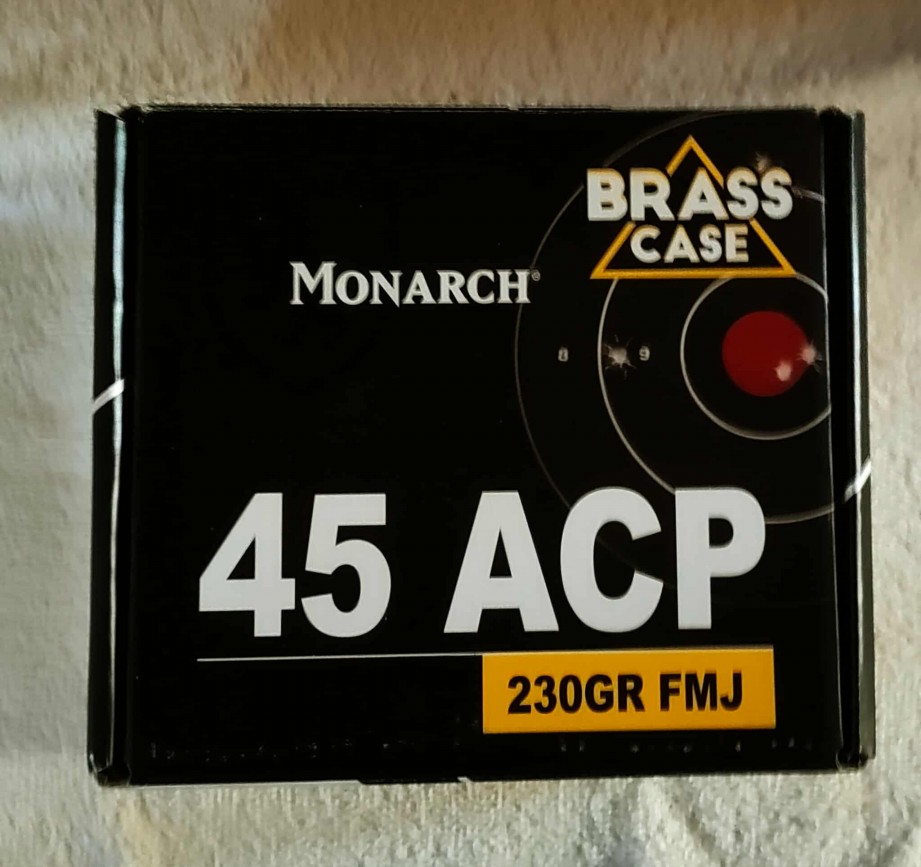 BRASS
CASE
MONARCH®
8 9
45 ACP
230GR FMJ